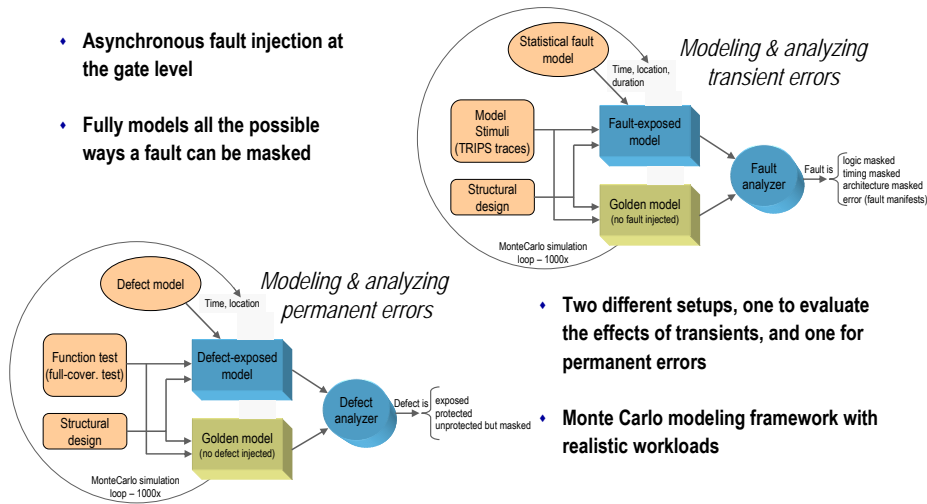 Asynchronous fault injection at
the gate level
Fully models all the possible
ways a fault can be masked
Modeling & analyzing
transient errors
Statistical fault
model
Time, location,
duration
Model
Stimuli
(TRIPS traces)
Structural
design
Fault-exposed
model
Golden model
(no fault injected)
Fault
analyzer
Fault is
logic masked
timing masked
architecture masked
error (fault manifests)
MonteCarlo simulation
loop – 1000x
Modeling & analyzing
permanent errors
Defect model
Time, location
Function test
(full-cover. test)
Structural
design
Defect-exposed
model
Golden model
(no defect injected)
Defect
analyzer
Defect is
exposed
protected
unprotected but masked
MonteCarlo simulation
loop – 1000x
Two different setups, one to evaluate
the effects of transients, and one for
permanent errors
Monte Carlo modeling framework with
realistic workloads